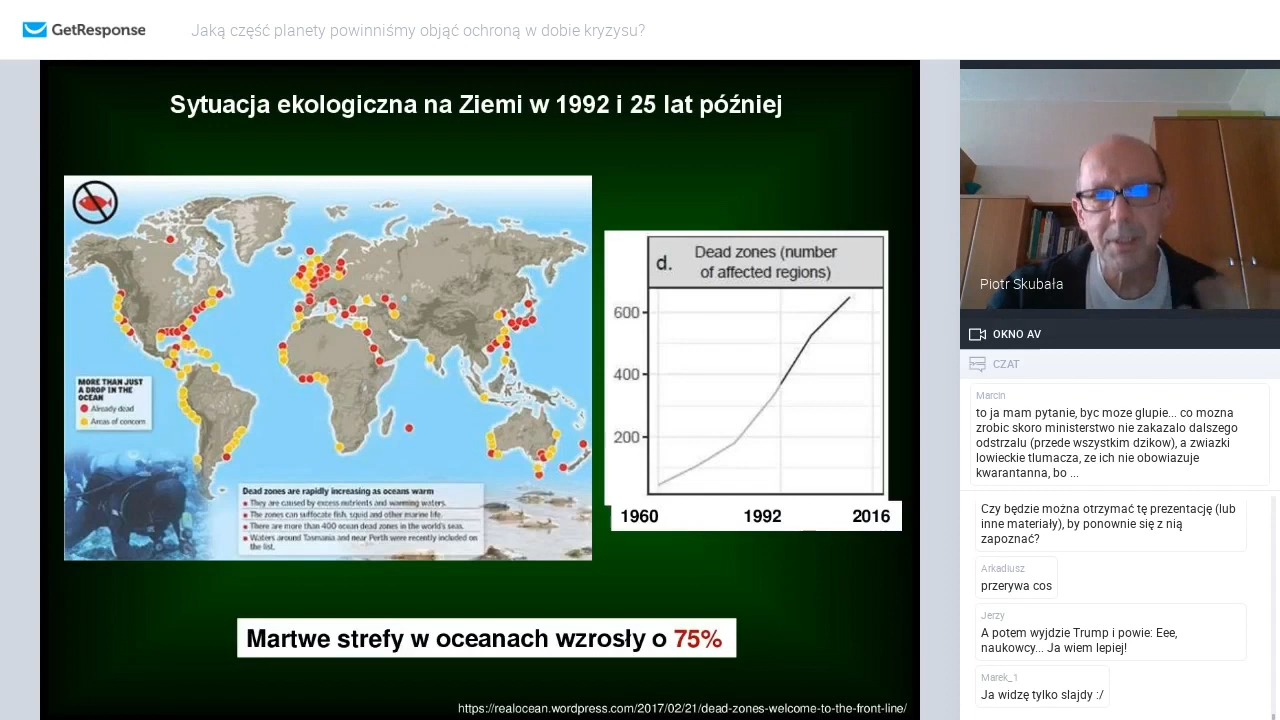 GetResponse
Jaką część planety powinniśmy objąć ochroną w dobie kryzysu?
Sytuacja ekologiczna na Ziemi w 1992 i 25 lat później
MORE THAN JUST
A DROP IN THE
OCEAN
Already dead
Areas of concern
Dead zones are rapidly increasing as oceans warm
They are caused by excess nutrients and warming waters.
The zones can suffocate fish, squid and other marine life.
There are more than 400 ocean dead zones in the world's seas.
Waters around Tasmania and near Perth were recently included on
the list.
d.
Dead zones (number
of affected regions)
600
400
200
1960 1992 2016
Martwe strefy w oceanach wzrosły o 75%
https://realocean.wordpress.com/2017/02/21/dead-zones-welcome-to-the-front-line/
Piotr Skubała
OKNO AV
CZAT
Marcin
to ja mam pytanie, byc moze glupie... co mozna
zrobic skoro ministerstwo nie zakazalo dalszego
odstrzalu (przede wszystkim dzikow), a zwiazki
lowieckie tlumacza, ze ich nie obowiazuje
kwarantanna, bo ...
Czy będzie można otrzymać tę prezentację (lub
inne materiały), by ponownie się z nią
zapoznać?
Arkadiusz
przerywa cos
Jerzy
A potem wyjdzie Trump i powie: Eee,
naukowcy... Ja wiem lepiej!
Marek_1
Ja widzę tylko slajdy :/